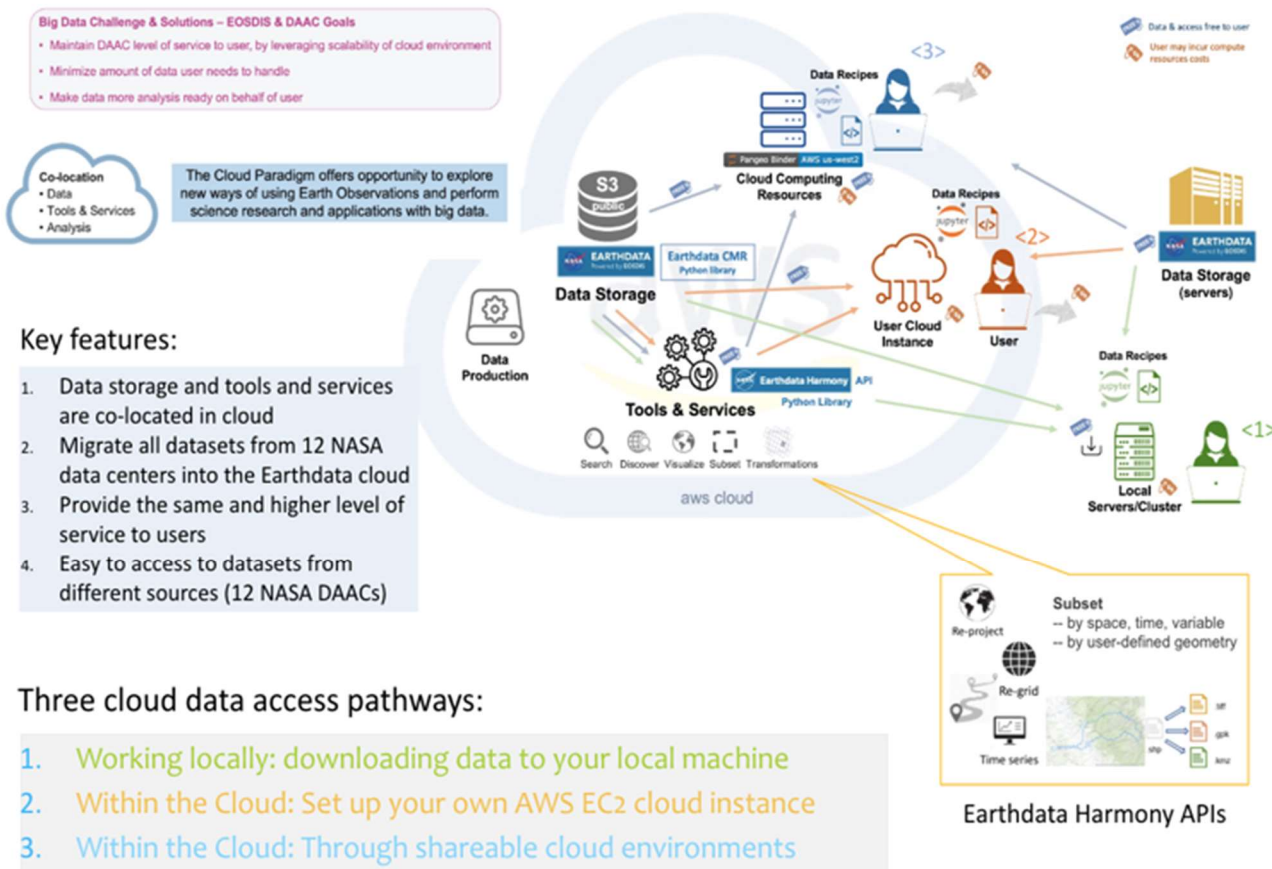 Big Data Challenge & Solutions – EOSDIS & DAAC Goals
• Maintain DAAC level of service to user, by leveraging scalability of cloud environment
• Minimize amount of data user needs to handle
• Make data more analysis ready on behalf of user
Co-location
• Data
• Tools & Services
• Analysis
The Cloud Paradigm offers opportunity to explore
new ways of using Earth Observations and perform
science research and applications with big data.
Data & access free to user
User may incur compute
resources costs
<3>
Data Recipes
jupyter
</>
Pangeo Binder AWS us-west2
Cloud Computing
Resources
S3
public
NASA EARTHDATA
Powered by EOSDIS
Earthdata CMR
Python library
Data Storage
aws
Data
Production
Data Recipes
jupyter
</>
<2>
User Cloud
Instance
User
NASA EARTHDATA
Powered by EOSDIS
Data Storage
(servers)
Earthdata Harmony API
Python Library
Tools & Services
Search Discover Visualize Subset Transformations
aws cloud
Data Recipes
jupyter
</>
<1>
Local
Servers/Cluster
Key features:
1. Data storage and tools and services
are co-located in cloud
2. Migrate all datasets from 12 NASA
data centers into the Earthdata cloud
3. Provide the same and higher level of
service to users
4. Easy to access to datasets from
different sources (12 NASA DAACs)
Re-project
Subset
-- by space, time, variable
-- by user-defined geometry
Re-grid
Time series
.shp
.tiff
.gpk
.kmz
Earthdata Harmony APIs
Three cloud data access pathways:
1. Working locally: downloading data to your local machine
2. Within the Cloud: Set up your own AWS EC2 cloud instance
3. Within the Cloud: Through shareable cloud environments